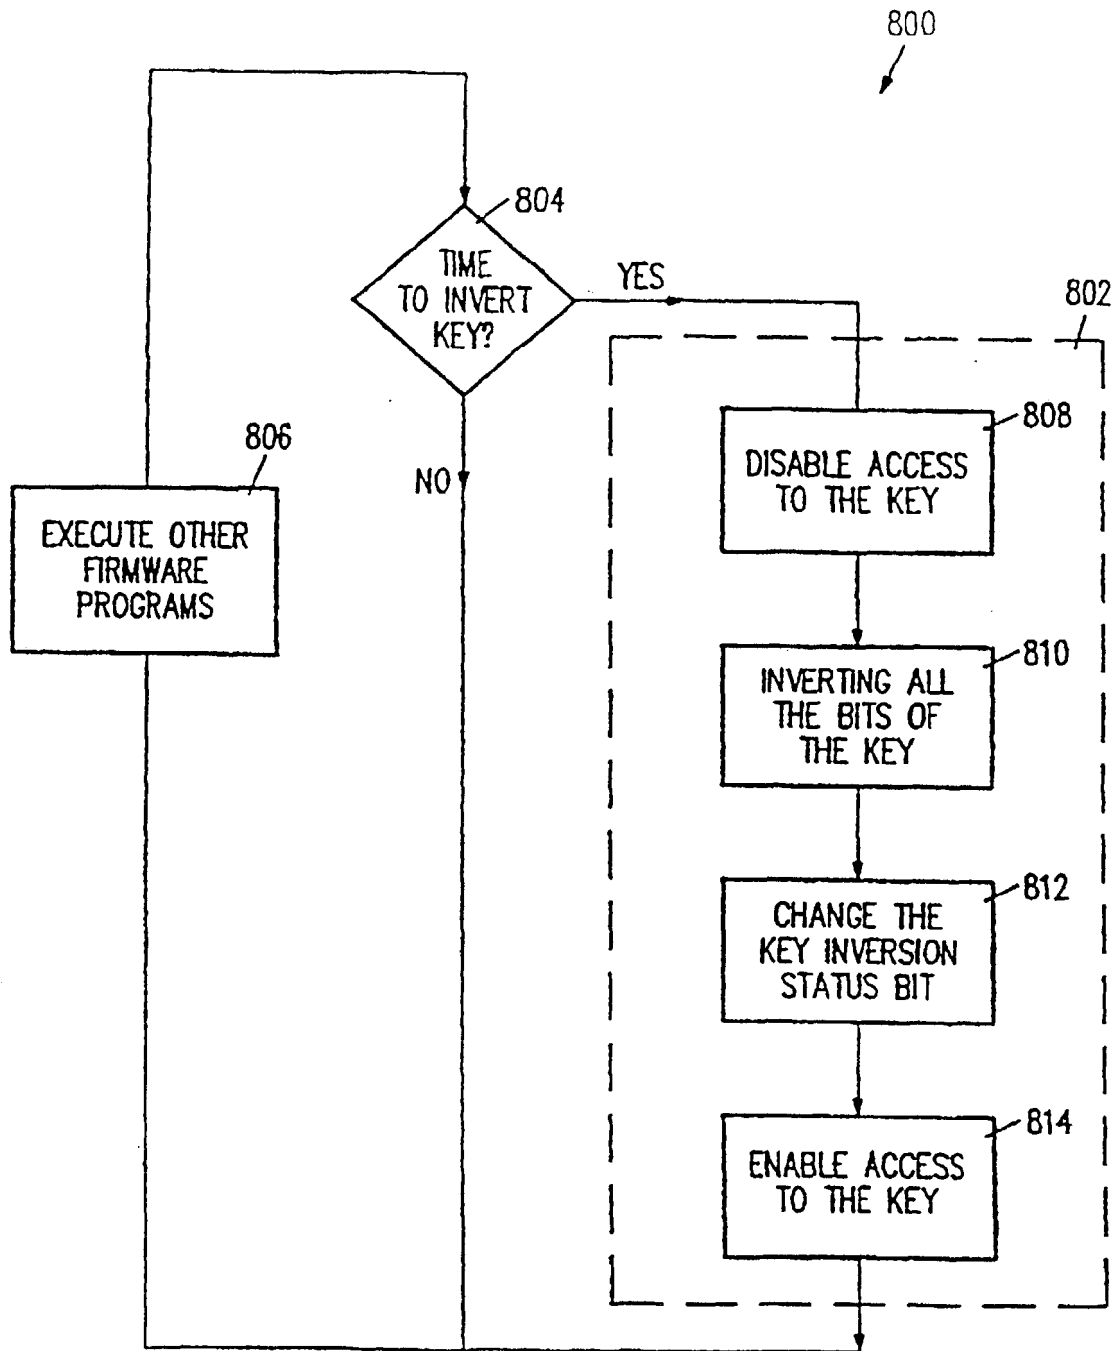 800
804
TIME
TO INVERT
KEY?
YES
802
NO
806
EXECUTE OTHER
FIRMWARE
PROGRAMS
808
DISABLE ACCESS
TO THE KEY
810
INVERTING ALL
THE BITS OF
THE KEY
812
CHANGE THE
KEY INVERSION
STATUS BIT
814
ENABLE ACCESS
TO THE KEY